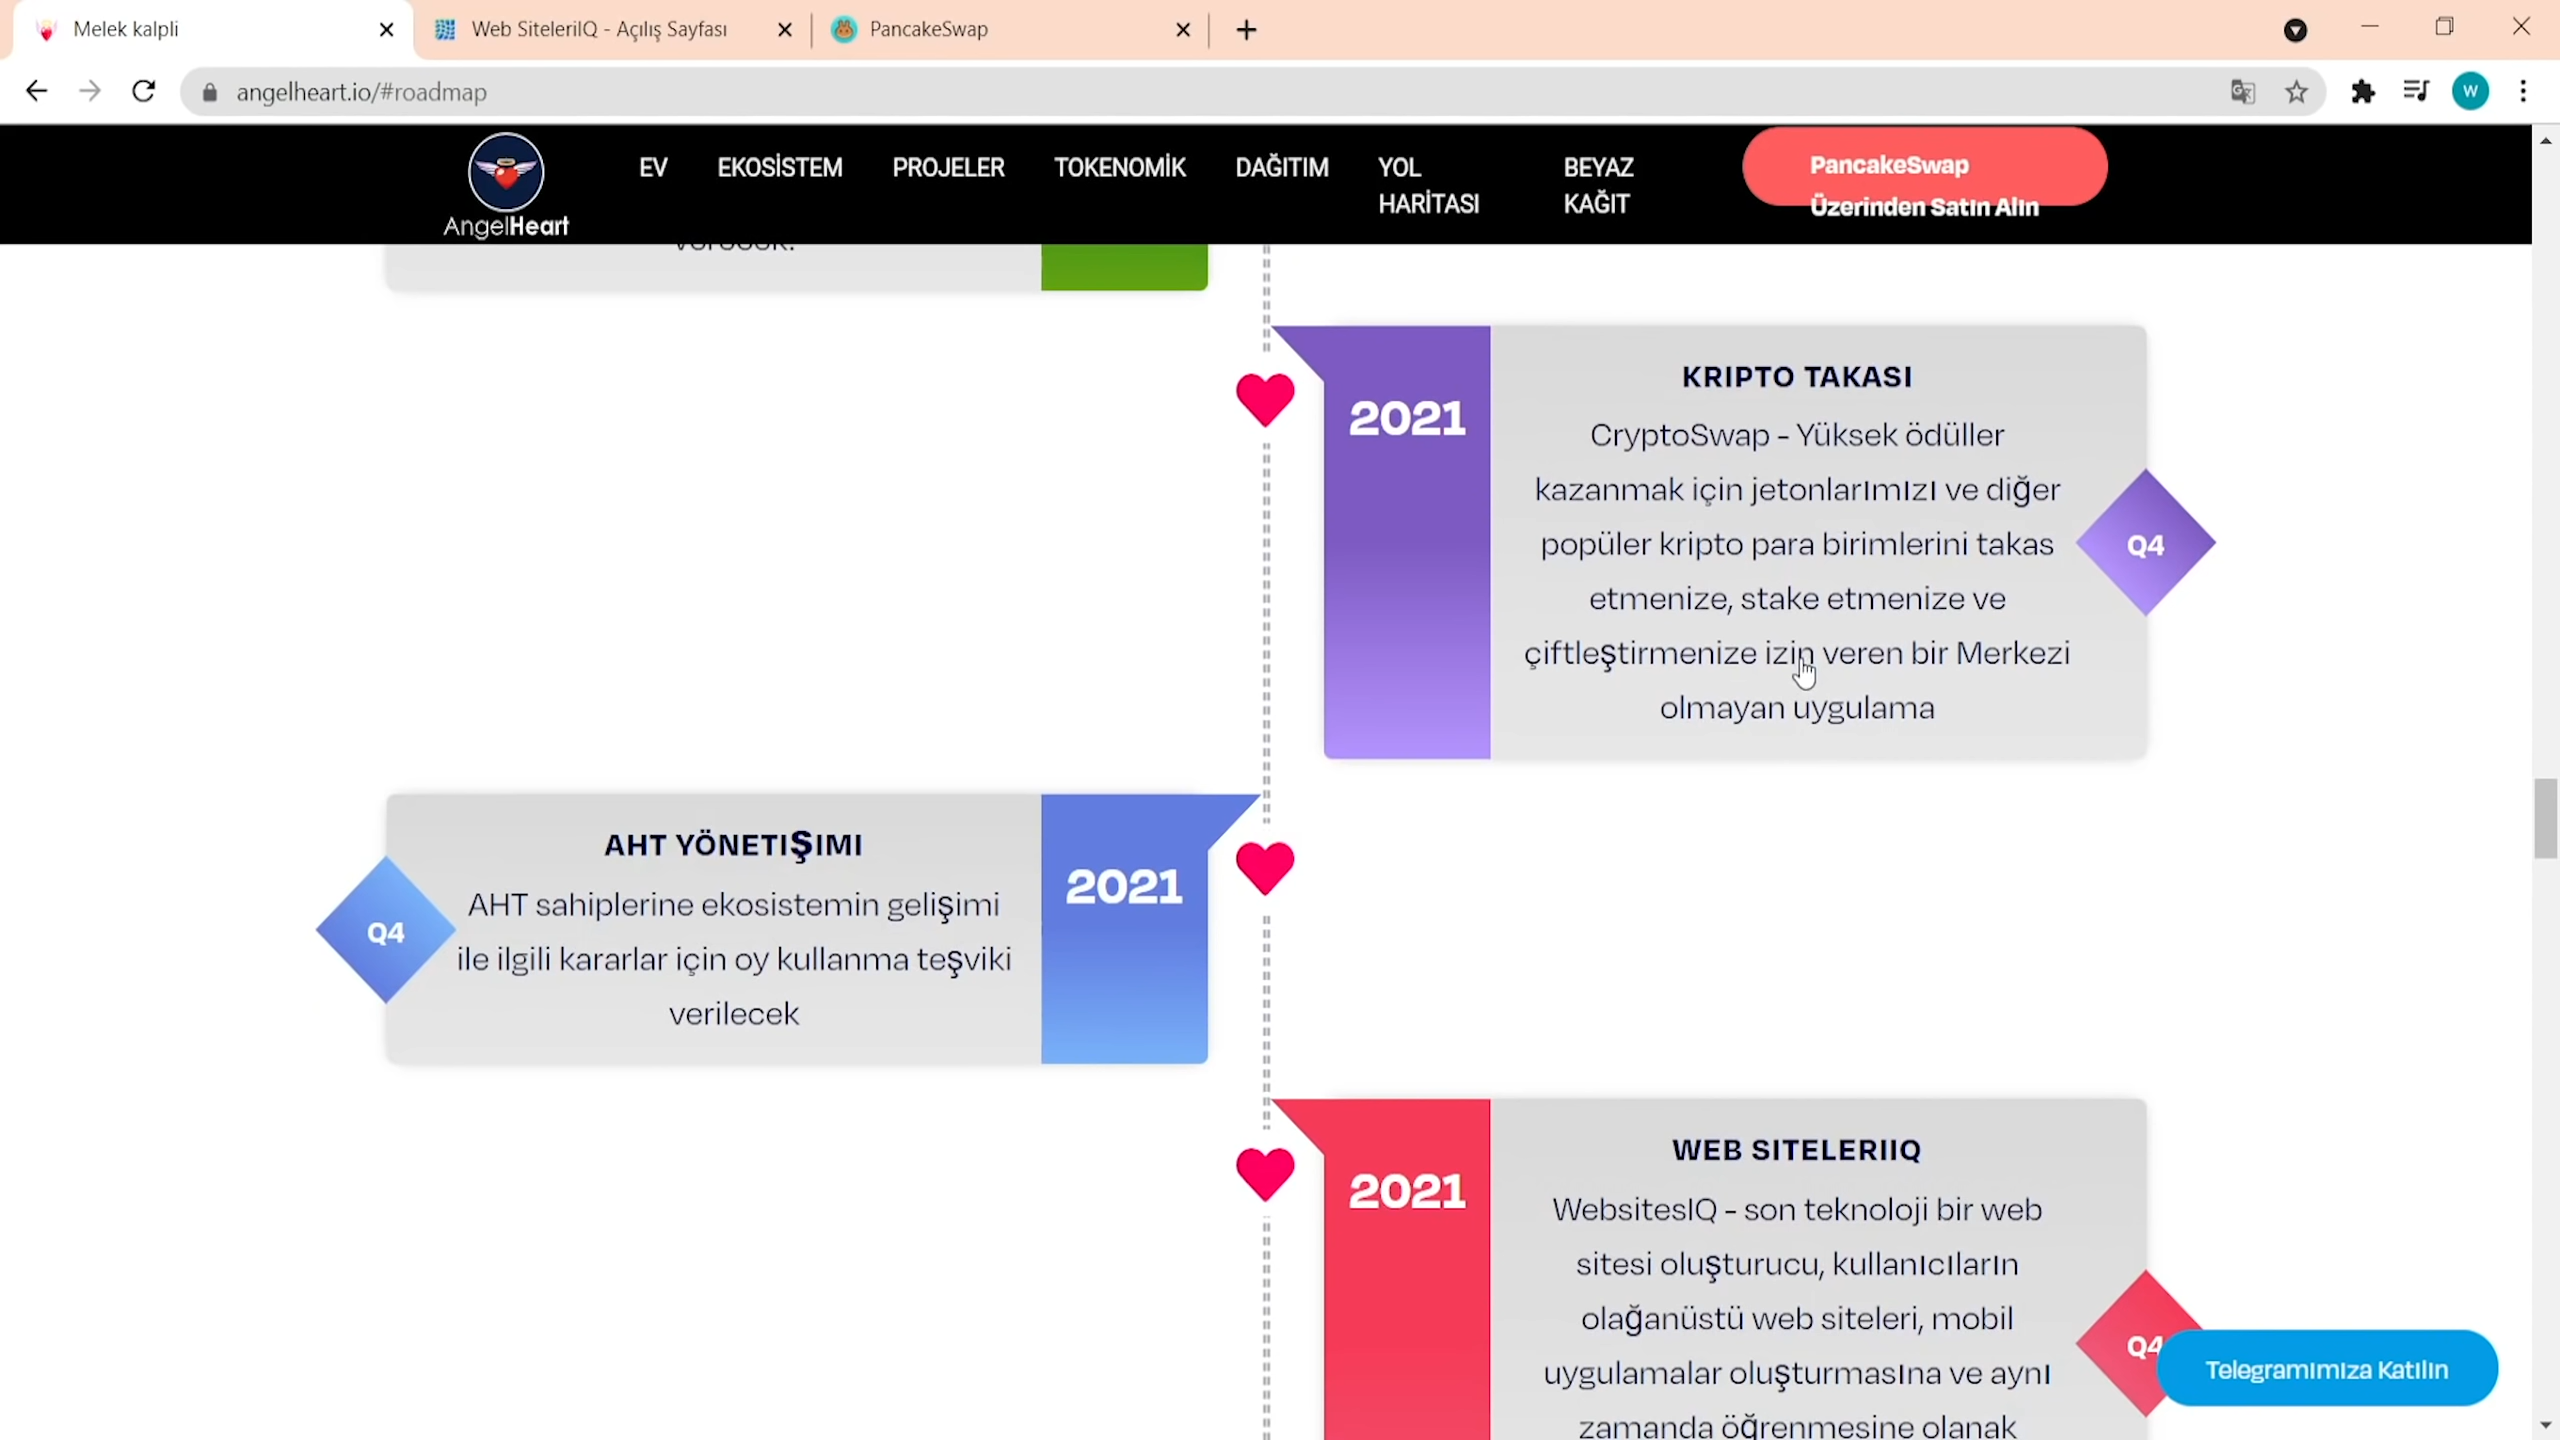 Melek kalpli
Web SiteleriIQ - Açılış Sayfası
PancakeSwap
angelheart.io/#roadmap
W
AngelHeart
EV
EKOSİSTEM
PROJELER
TOKENOMİK
DAĞITIM
YOL
HARİTASI
BEYAZ
KAĞIT
PancakeSwap
Üzerinden Satın Alın
2021
KRIPTO TAKASI
CryptoSwap - Yüksek ödüller
kazanmak için jetonlarımızı ve diğer
popüler kripto para birimlerini takas
etmenize, stake etmenize ve
çiftleştirmenize izin veren bir Merkezi
olmayan uygulama
Q4
AHT YÖNETIŞIMI
AHT sahiplerine ekosistemin gelişimi
ile ilgili kararlar için oy kullanma teşviki
verilecek
Q4
2021
2021
WEB SITELERIIQ
WebsitesIQ - son teknoloji bir web
sitesi oluşturucu, kullanıcıların
olağanüstü web siteleri, mobil
uygulamalar oluşturmasına ve aynı
zamanda öğrenmesine olanak
Q4
Telegramımıza Katılın